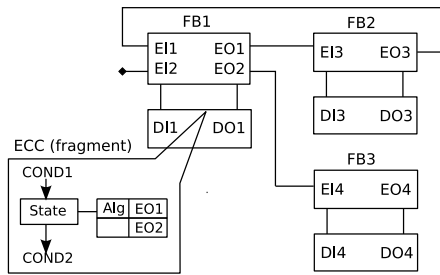 FB1
FB2
EI1 EO1
EI2 EO2
EI3 EO3
DI1 DO1
DI3 DO3
ECC (fragment)
COND1
State
Alg EO1
EO2
COND2
FB3
EI4 EO4
DI4 DO4